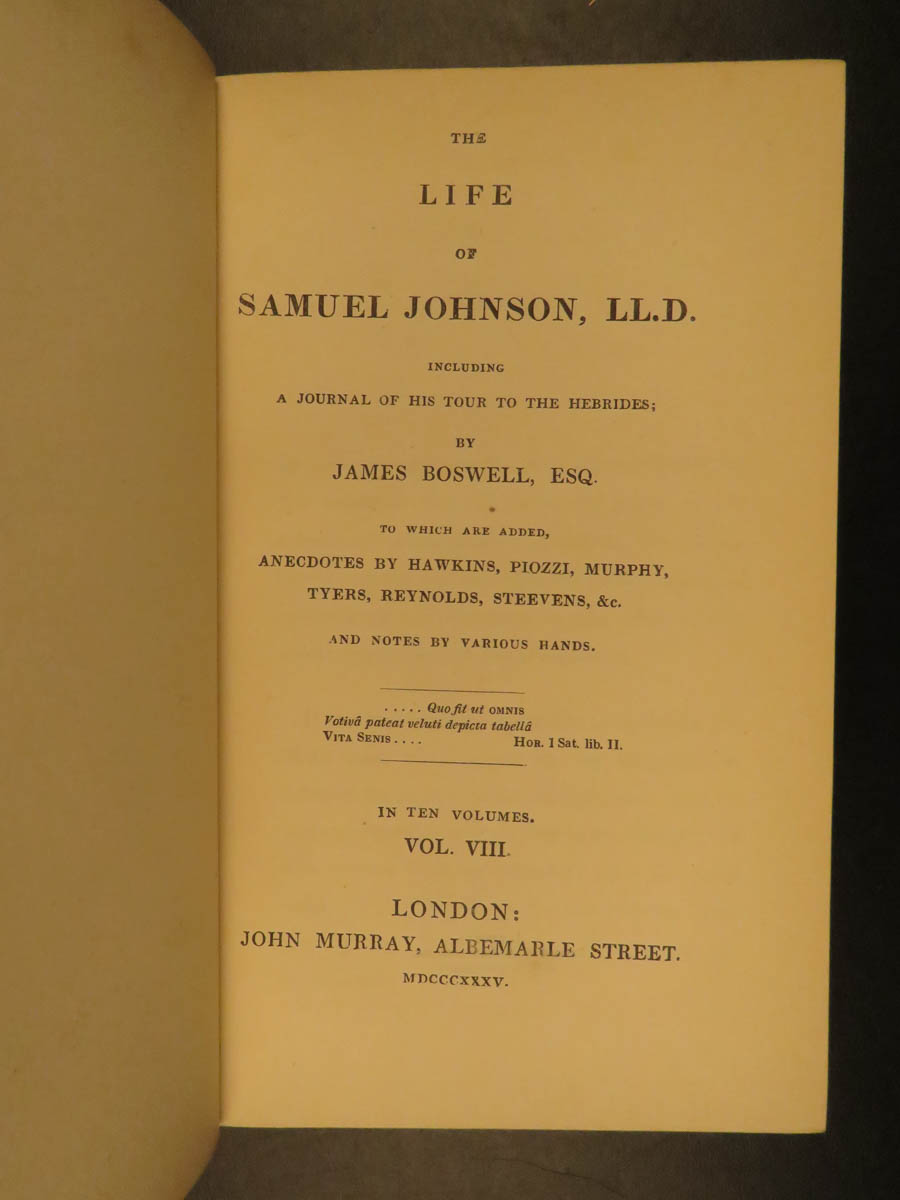 THE
LIFE
OF
SAMUEL JOHNSON, LL.D.
INCLUDING
A JOURNAL OF HIS TOUR TO THE HEBRIDES;
BY
JAMES BOSWELL, ESQ.
TO WHICH ARE ADDED,
ANECDOTES BY HAWKINS, PIOZZI, MURPHY,
TYERS, REYNOLDS, STEEVENS, &c.
AND NOTES BY VARIOUS HANDS.
. . . . . Quo fit ut OMNIS
Votivâ pateat veluti depicta tabellâ
VITA SENIS . . . . HOR. 1 Sat. lib. II.
IN TEN VOLUMES.
VOL. VIII.
LONDON:
JOHN MURRAY, ALBEMARLE STREET.
MDCCCXXXV.